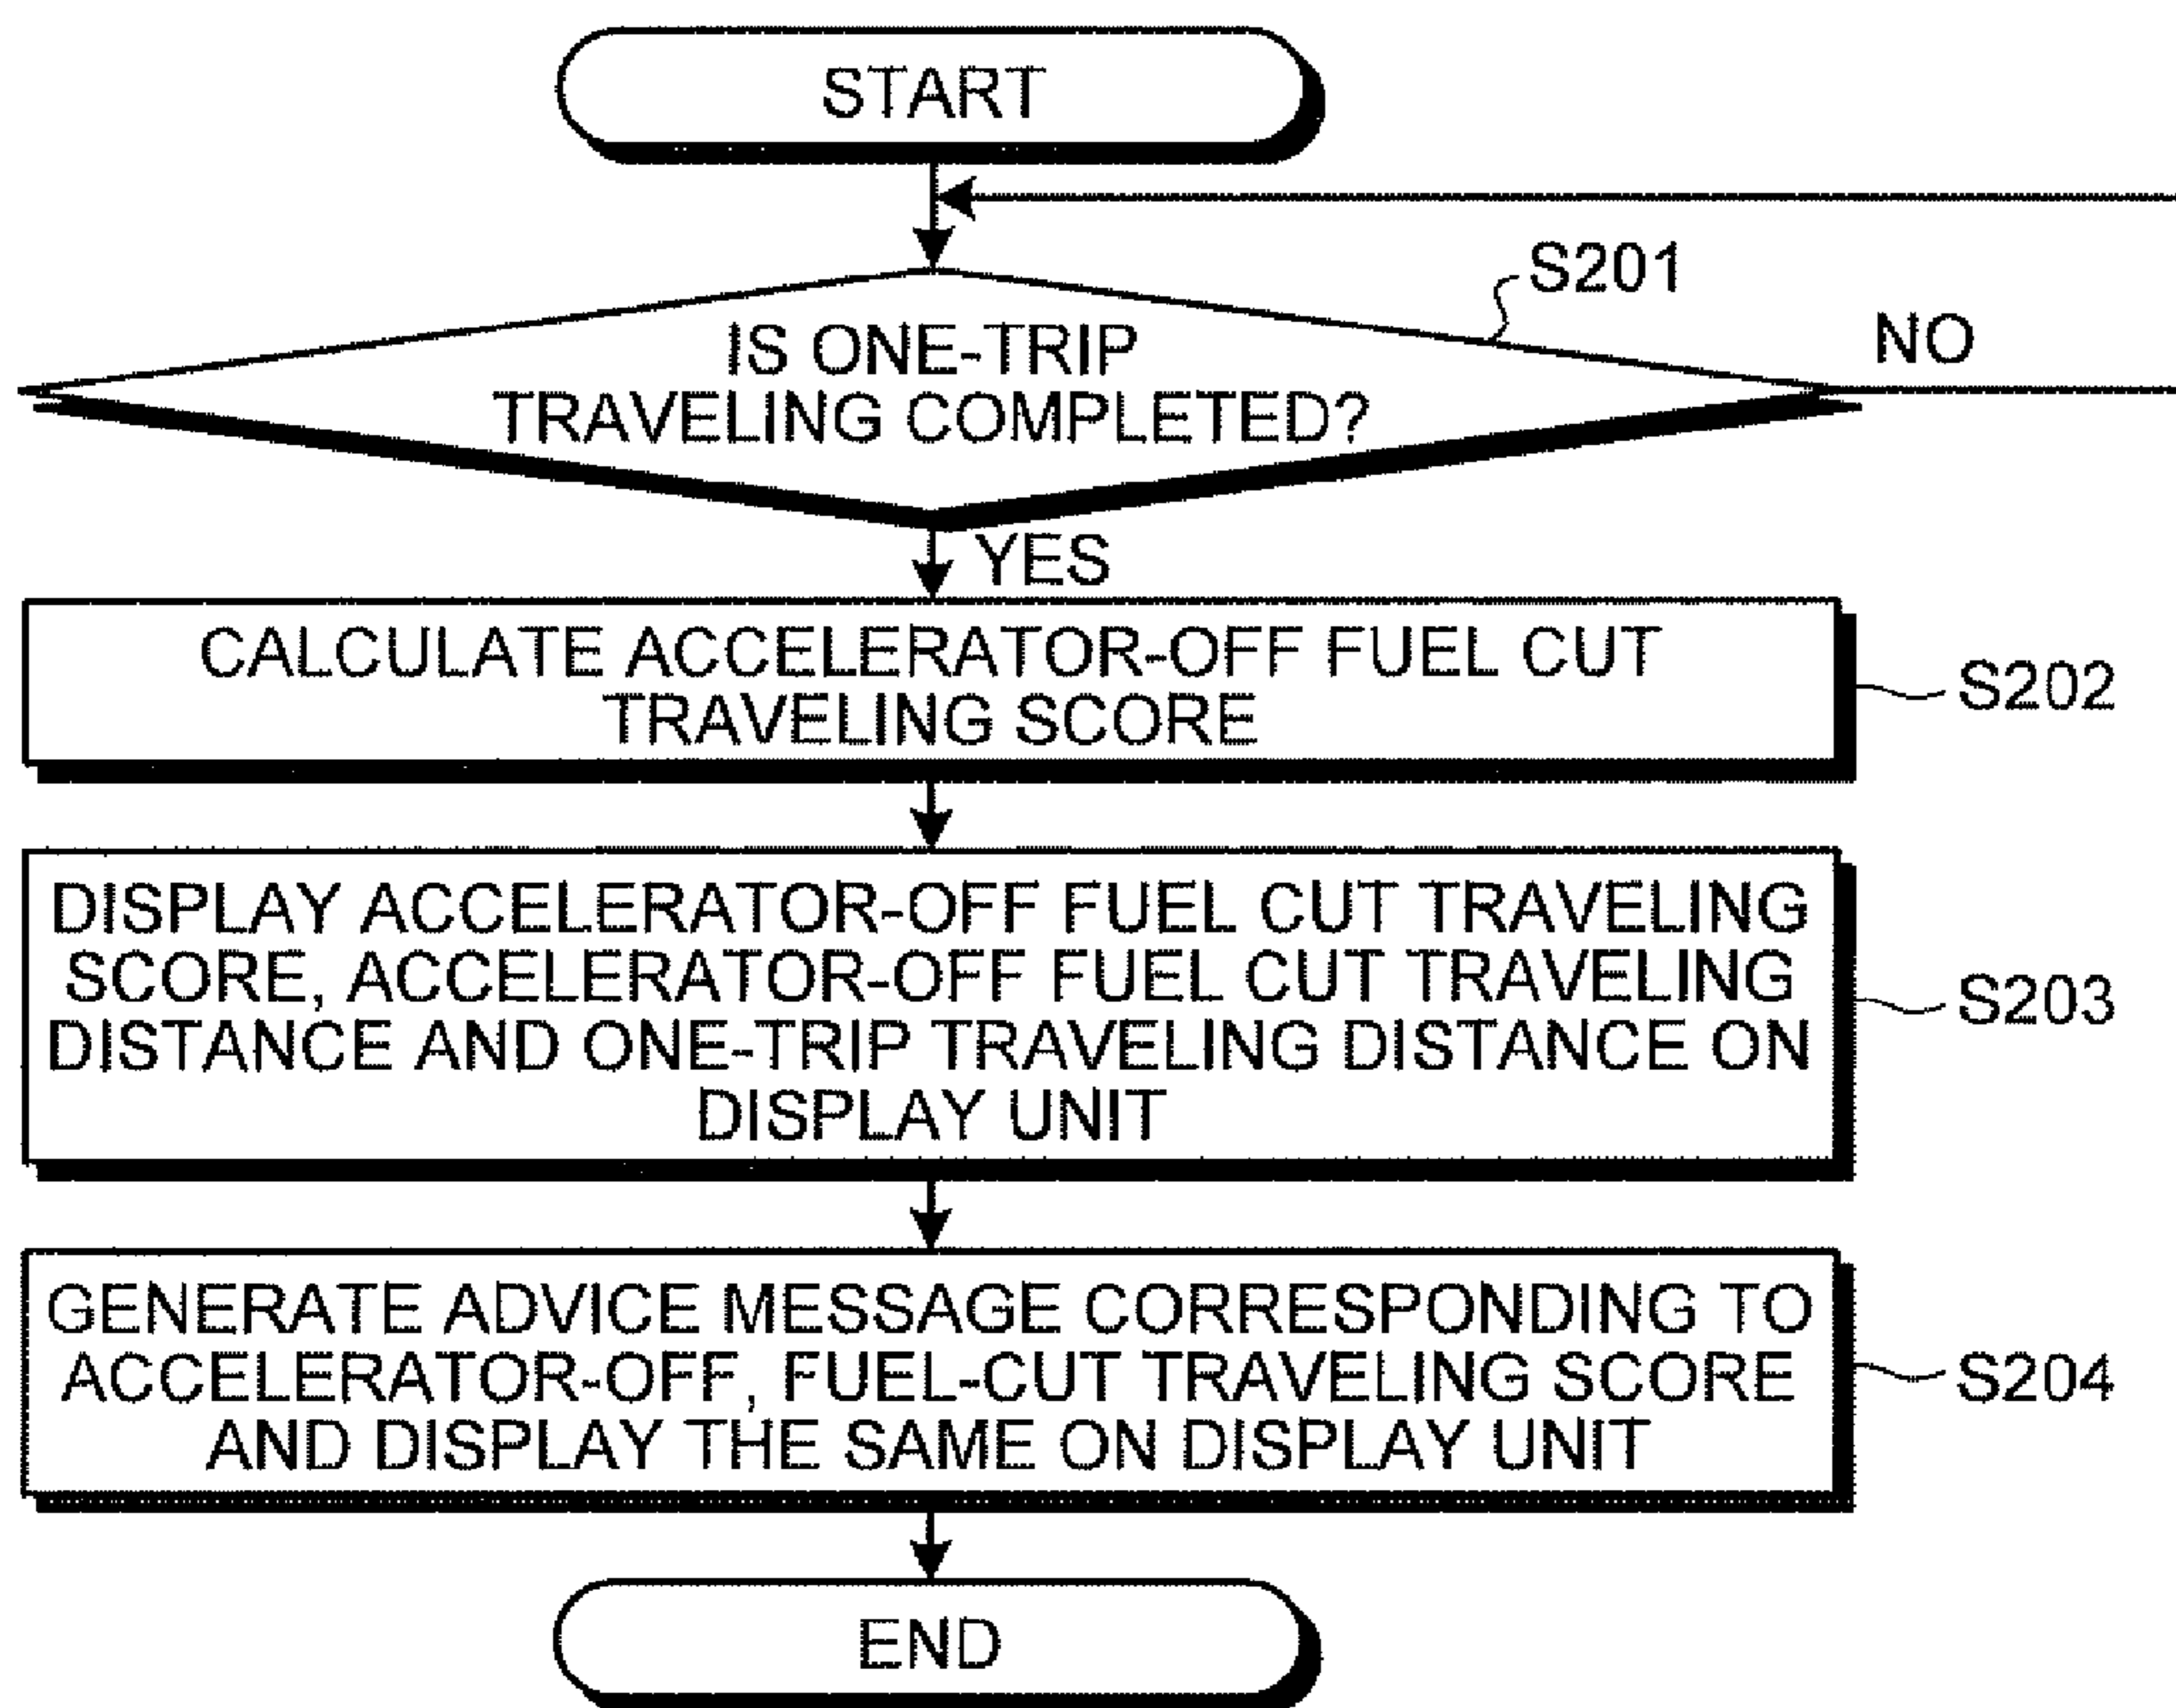 START
S201
IS ONE-TRIP
TRAVELING COMPLETED?
NO
YES
CALCULATE ACCELERATOR-OFF FUEL CUT
TRAVELING SCORE
S202
DISPLAY ACCELERATOR-OFF FUEL CUT TRAVELING
SCORE, ACCELERATOR-OFF FUEL CUT TRAVELING
DISTANCE AND ONE-TRIP TRAVELING DISTANCE ON
DISPLAY UNIT
S203
GENERATE ADVICE MESSAGE CORRESPONDING TO
ACCELERATOR-OFF, FUEL-CUT TRAVELING SCORE
AND DISPLAY THE SAME ON DISPLAY UNIT
S204
END